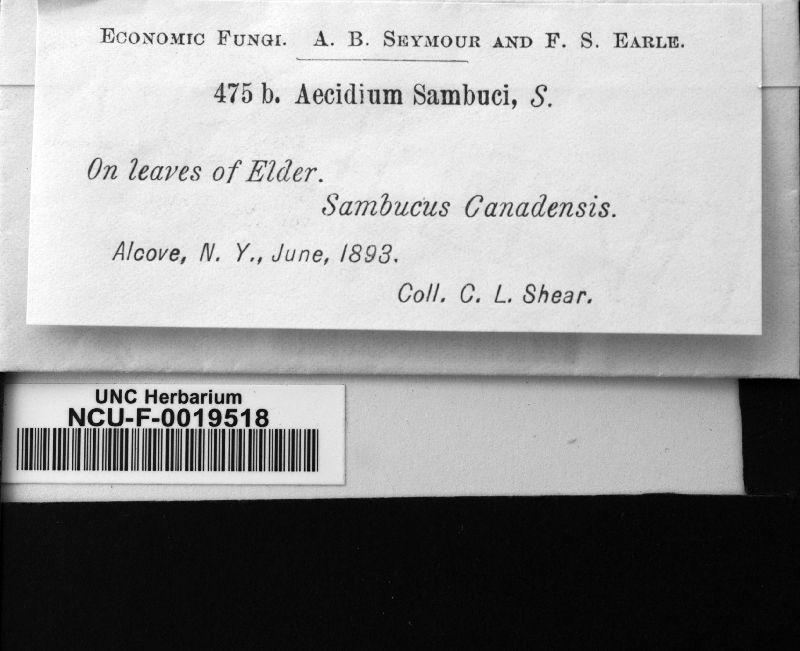 ECONOMIC FUNGI. A. B. SEYMOUR AND F. S. EARLE.
475 b. Aecidium Sambuci, S.
On leaves of Elder.
Sambucus Canadensis.
Alcove, N. Y., June, 1893.
Coll. C. L. Shear.
UNC Herbarium
NCU-F-0019518